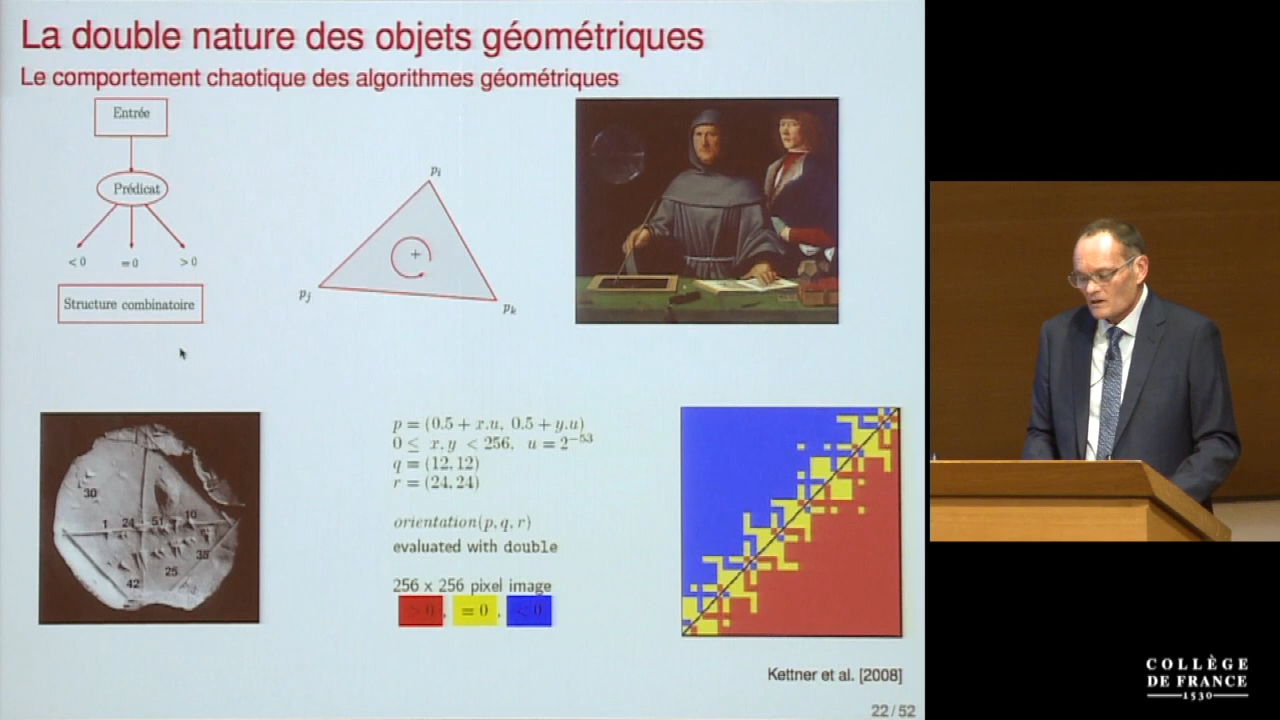 La double nature des objets géométriques
Le comportement chaotique des algorithmes géométriques
Entrée
Prédicat
< 0 = 0 > 0
Structure combinatoire
p_i
p_j
p_k
+
30
1 24 51 10
35
25
42
p = (0.5 + x.u, 0.5 + y.u)
0 ≤ x, y < 256, u = 2^{-53}
q = (12, 12)
r = (24, 24)
orientation(p, q, r)
evaluated with double
256 x 256 pixel image
> 0 , = 0 , < 0
Kettner et al. [2008]
22 / 52
COLLÈGE
DE FRANCE
1530